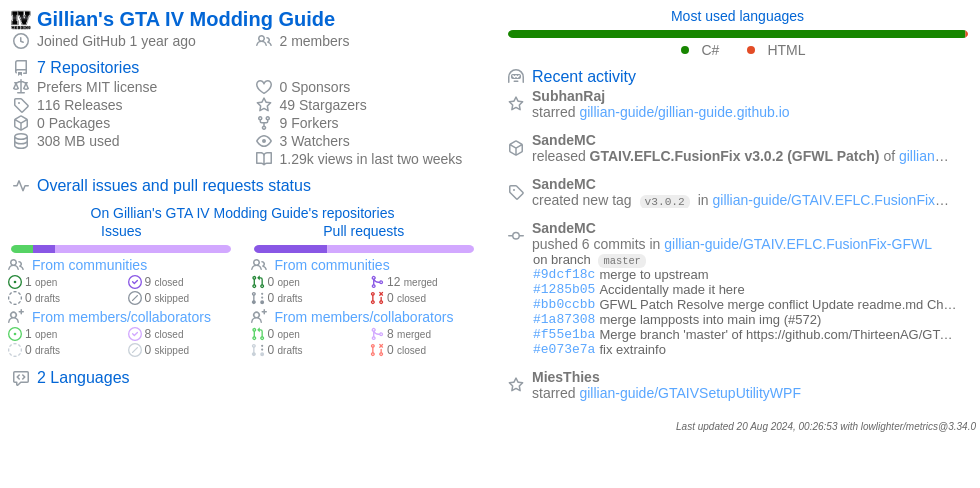 Gillian's GTA IV Modding Guide
Joined GitHub 1 year ago
2 members
7 Repositories
Prefers MIT license
116 Releases
0 Packages
308 MB used
0 Sponsors
49 Stargazers
9 Forkers
3 Watchers
1.29k views in last two weeks
Overall issues and pull requests status
On Gillian's GTA IV Modding Guide's repositories
Issues
From communities
1 open
9 closed
0 drafts
0 skipped
From members/collaborators
1 open
8 closed
0 drafts
0 skipped
Pull requests
From communities
0 open
12 merged
0 drafts
0 closed
From members/collaborators
0 open
8 merged
0 drafts
0 closed
2 Languages
Most used languages
C#
HTML
Recent activity
SubhanRaj
starred gillian-guide/gillian-guide.github.io
SandeMC
released GTAIV.EFLC.FusionFix v3.0.2 (GFWL Patch) of gillian…
SandeMC
created new tag v3.0.2 in gillian-guide/GTAIV.EFLC.FusionFix…
SandeMC
pushed 6 commits in gillian-guide/GTAIV.EFLC.FusionFix-GFWL
on branch master
#9dcf18c merge to upstream
#1285b05 Accidentally made it here
#bb0ccbb GFWL Patch Resolve merge conflict Update readme.md Ch…
#1a87308 merge lampposts into main img (#572)
#f55e1ba Merge branch 'master' of https://github.com/ThirteenAG/GT…
#e073e7a fix extrainfo
MiesThies
starred gillian-guide/GTAIVSetupUtilityWPF
Last updated 20 Aug 2024, 00:26:53 with lowlighter/metrics@3.34.0